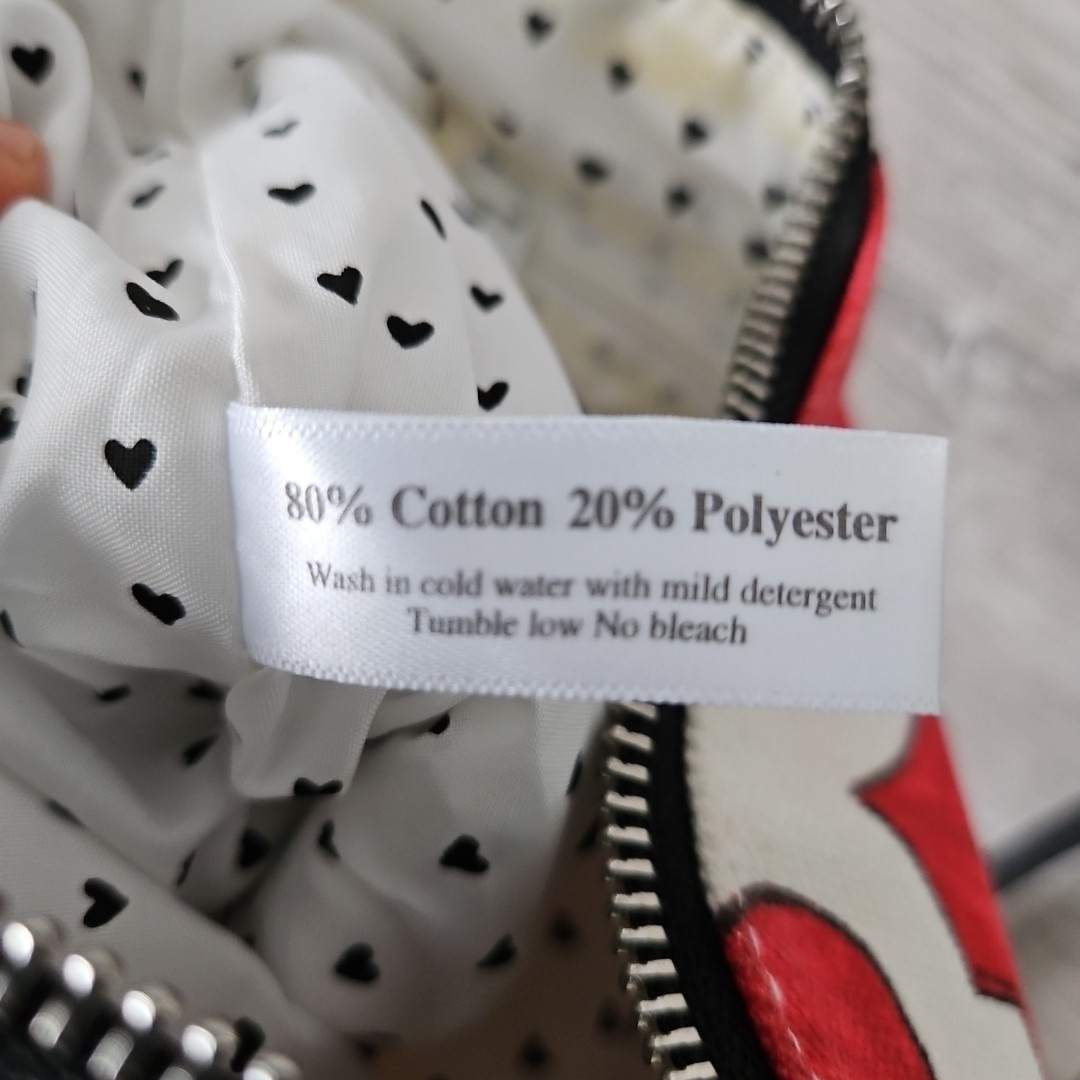 80% Cotton 20% Polyester
Wash in cold water with mild detergent
Tumble low No bleach